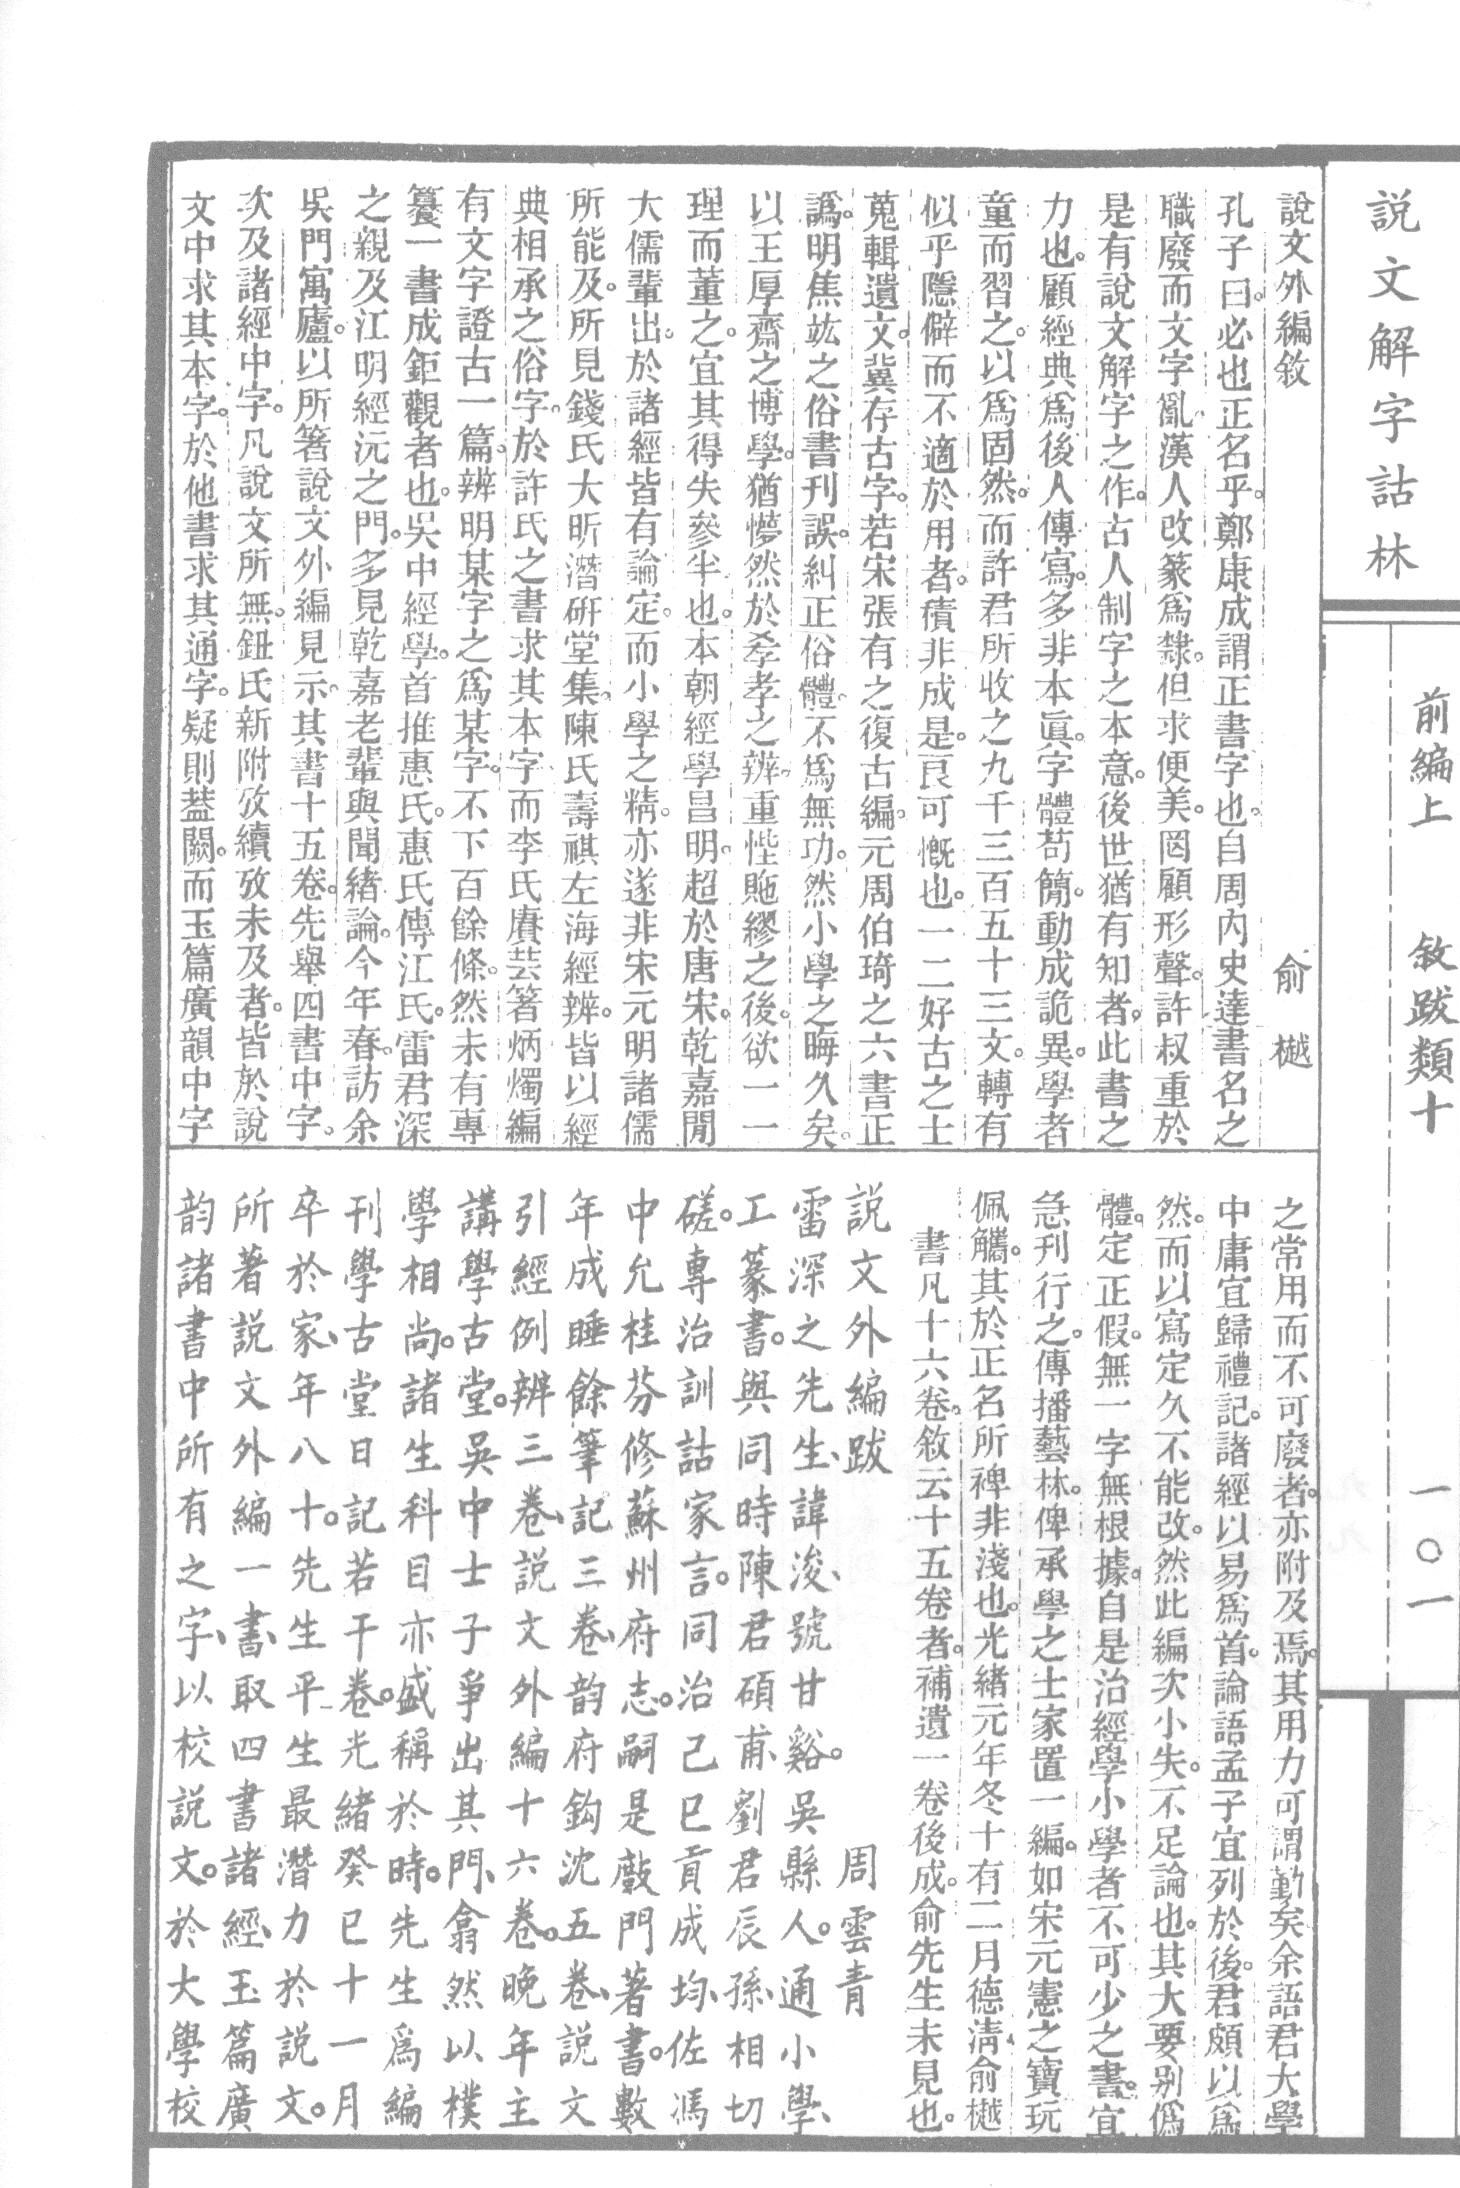 說文解字詁林
前編上　敘跋類十
一〇一
說文外編敘
俞樾
孔子曰。必也正名乎。鄭康成謂正書字也。自周內史達書名之
職廢而文字亂。漢人改篆爲隸。但求便美。罔顧形聲。許叔重於
是有說文解字之作。古人制字之本意。後世猶有知者。此書之
力也。顧經典爲後人傳寫。多非本眞。字體苟簡。動成詭異。學者
童而習之。以爲固然。而許君所收之九千三百五十三文。轉有
似乎隱僻而不適於用者。積非成是。良可慨也。一二好古之士
蒐輯遺文。冀存古字。若宋張有之復古編。元周伯琦之六書正
譌。明焦竑之俗書刊誤。糾正俗體。不爲無功。然小學之晦久矣。
以王厚齋之博學。猶懜然於孝之辨。重悂貤繆之後。欲一一
理而董之。宜其得失參半也。本朝經學昌明。超於唐宋。乾嘉閒
大儒輩出。於諸經皆有論定。而小學之精。亦遂非宋元明諸儒
所能及。所見錢氏大昕潛硏堂集。陳氏壽祺左海經辨。皆以經
典相承之俗字。於許氏之書求其本字。而李氏賡芸箸炳燭編
有文字證古一篇。辨明某字之爲某字。不下百餘條。然未有專
纂一書成鉅觀者也。吳中經學。首推惠氏。惠氏傳江氏。雷君深
之親及江明經沅之門。多見乾嘉老輩與聞緒論。今年春。訪余
吳門寓廬。以所箸說文外編見示。其書十五卷。先舉四書中字。
次及諸經中字。凡說文所無。鈕氏新附攷續攷未及者。皆於說
文中求其本字。於他書求其通字。疑則葢闕。而玉篇廣韻中字
之常用而不可廢者。亦附及焉。其用力可謂勤矣。余語君大學
中庸宜歸禮記。諸經以易爲首。論語孟子宜列於後。君頗以爲
然。而以寫定久不能改。然此編次小失。不足論也。其大要別僞
體。定正假。無一字無根據。自是治經學小學者不可少之書。宜
急刊行之。傳播藝林。俾承學之士家置一編。如宋元憲之寶玩
佩觿。其於正名所裨非淺也。光緒元年冬十有二月德淸俞樾
書凡十六卷。敘云十五卷者。補遺一卷後成。俞先生未見也。
說文外編跋
周雲青
雷深之先生、諱浚、號甘谿。吳縣人。通小學、
工篆書。與同時陳君碩甫、劉君辰孫、相切
磋。專治訓詁家言。同治己巳貢成均、佐馮
中允桂芬修蘇州府志。嗣是戢門著書。數
年成睡餘筆記三卷、韵府鈎沈五卷、說文
引經例辨三卷、說文外編十六卷。晚年主
講學古堂。吳中士子爭出其門、翕然以樸
學相尚。諸生科目亦盛稱於時。先生爲編
刊學古堂日記若干卷。光緒癸巳十一月
卒於家、年八十。先生平生最潛力於說文。
所著說文外編一書、取四書諸經、玉篇廣
韵諸書中所有之字、以校說文。於大學校